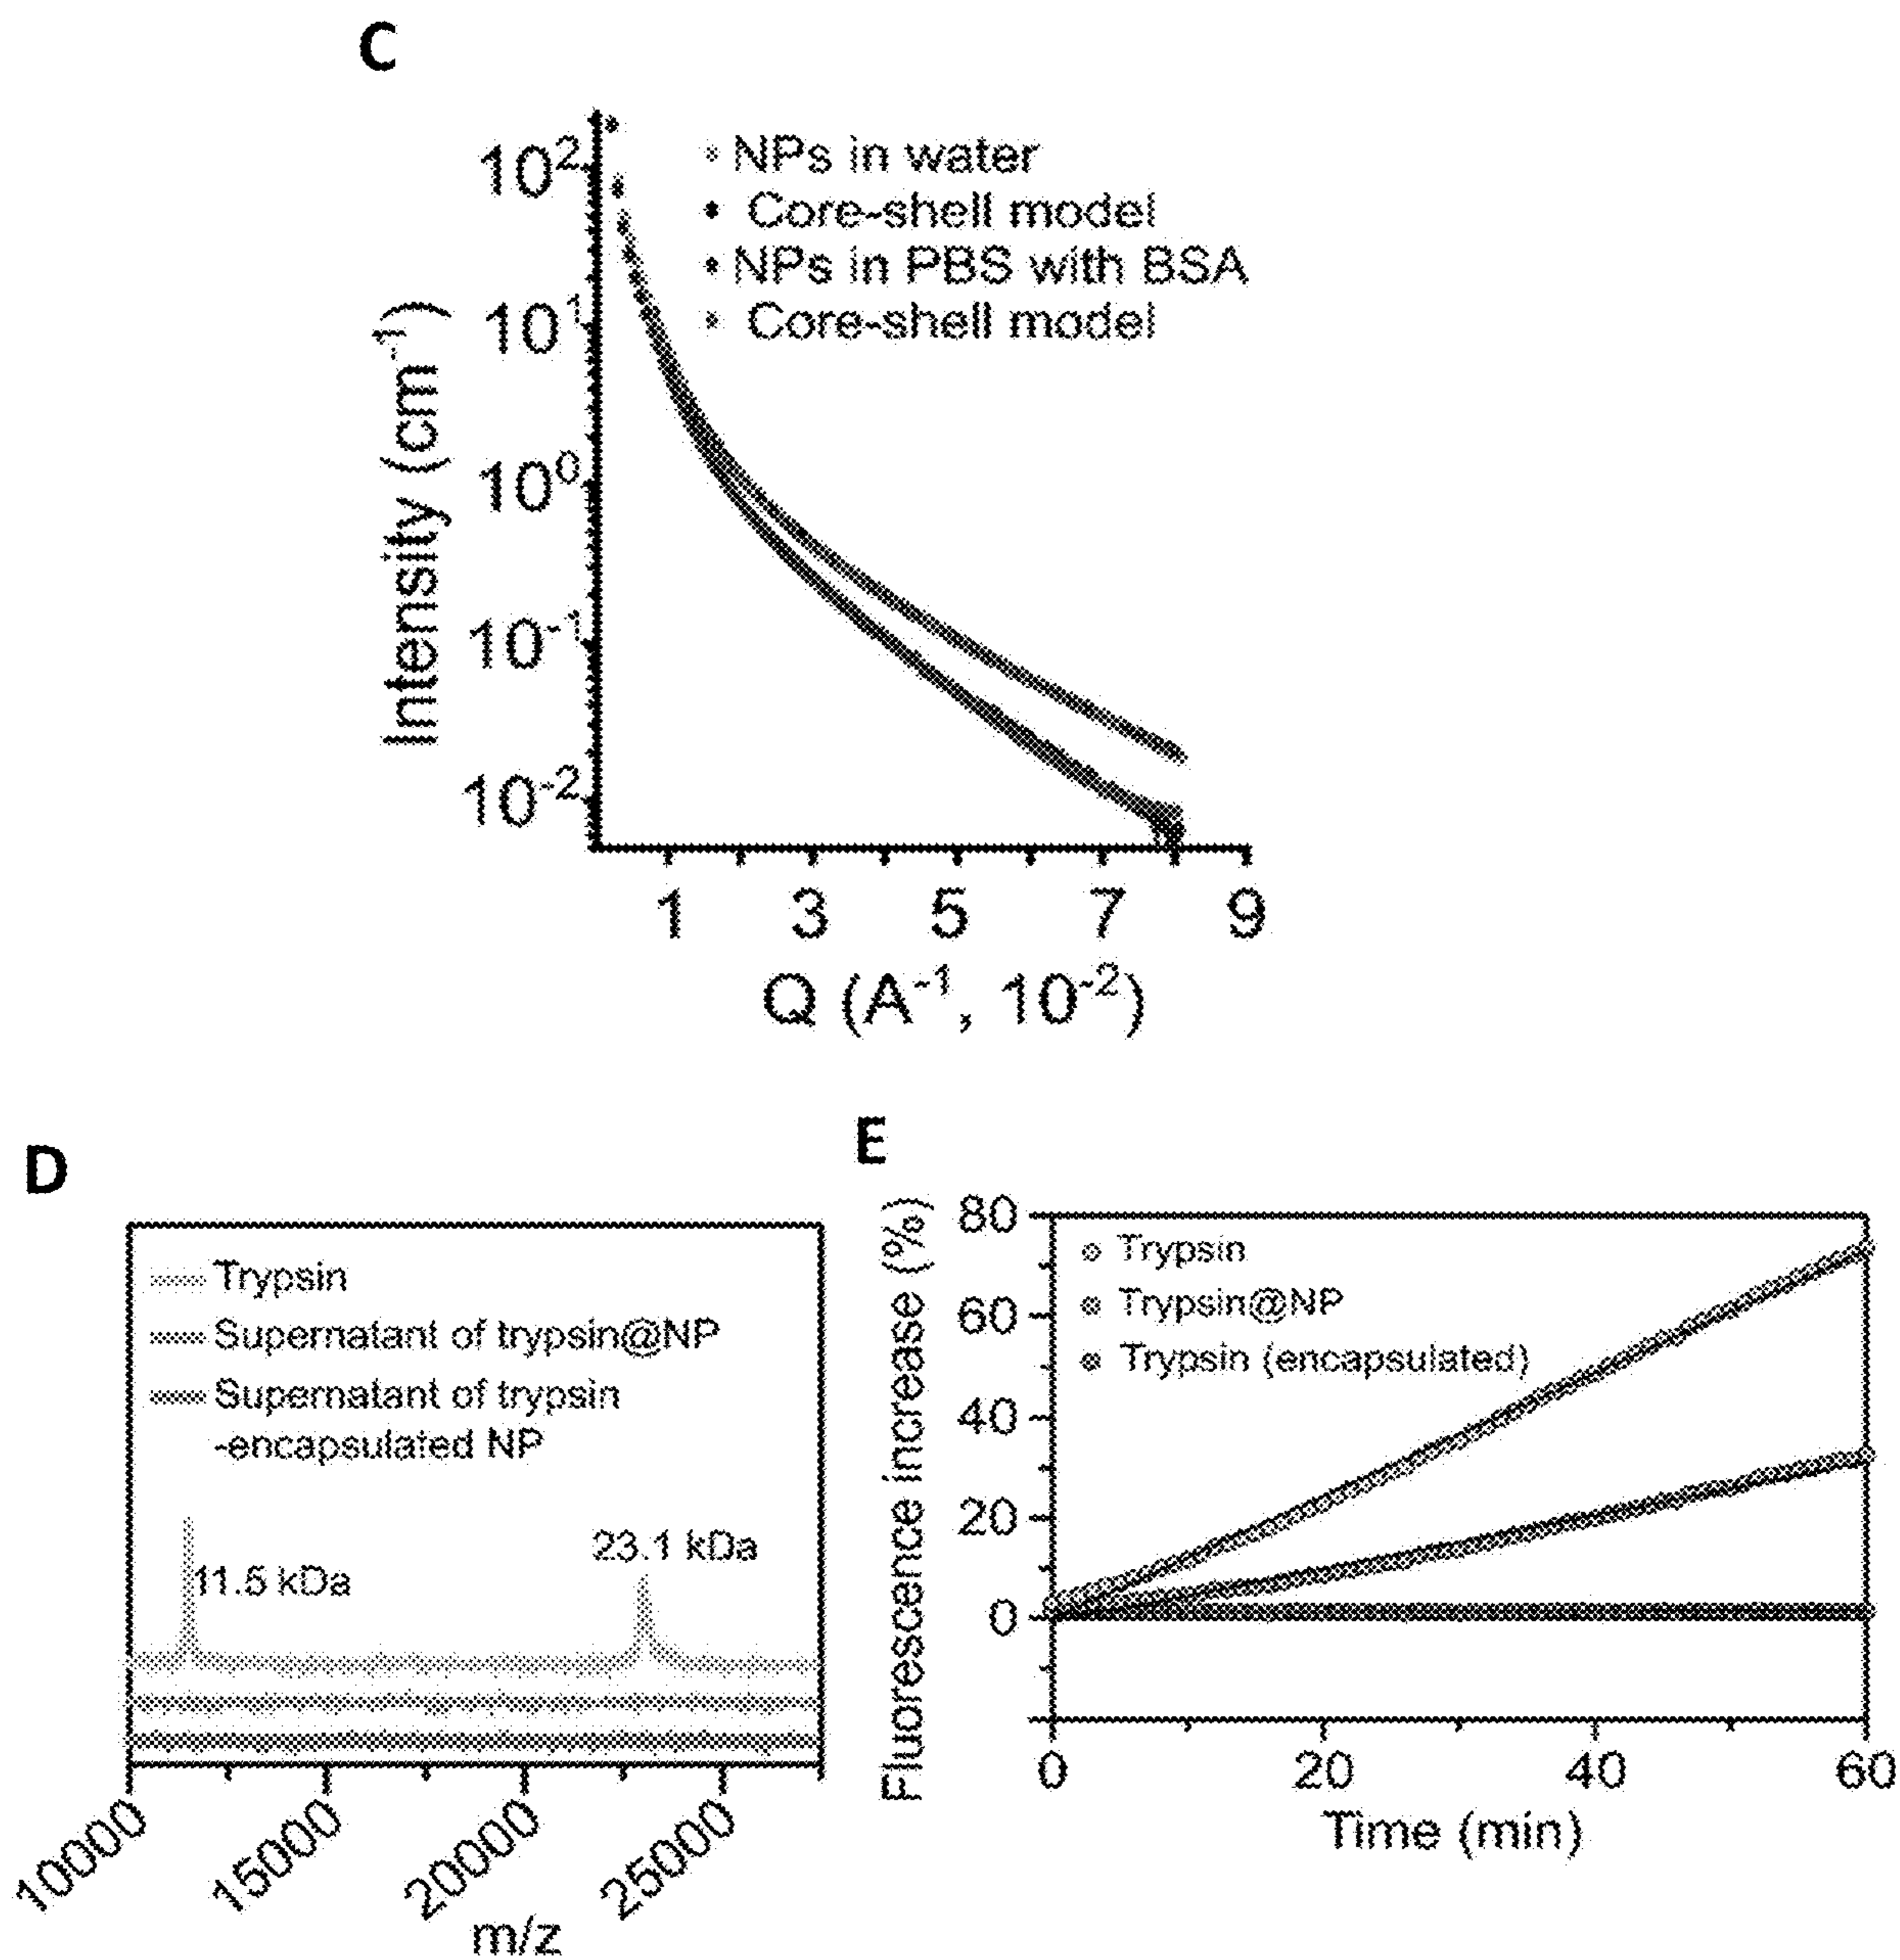 C
10²
10¹
10⁰
10⁻¹
10⁻²
Intensity (cm⁻¹)
NPs in water
Core-shell model
NPs in PBS with BSA
Core-shell model
1 3 5 7 9
Q (A⁻¹, 10⁻²)
D
Trypsin
Supernatant of trypsin@NP
Supernatant of trypsin
-encapsulated NP
11.5 kDa
23.1 kDa
10000 15000 20000 25000
m/z
E
Fluorescence increase (%)
80
60
40
20
0
Trypsin
Trypsin@NP
Trypsin (encapsulated)
0 20 40 60
Time (min)